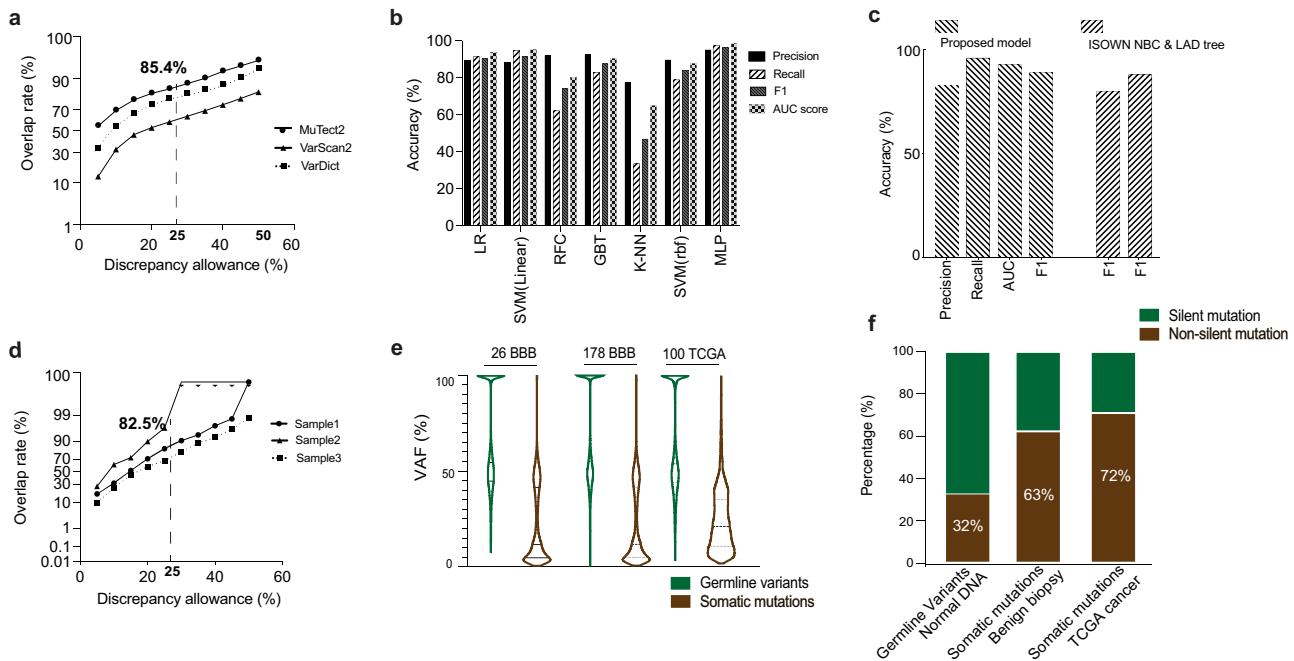 a
100
90
70
50
30
10
1
Overlap rate (%)
85.4%
MuTect2
VarScan2
VarDict
0
20
25
40
50
60
Discrepancy allowance (%)
b
100
80
60
40
20
0
Accuracy (%)
Precision
Recall
F1
AUC score
LR
SVM(Linear)
RFC
GBT
K-NN
SVM(rbf)
MLP
c
Proposed model
ISOWN NBC & LAD tree
100
50
0
Accuracy (%)
Precision
Recall
AUC
F1
F1
F1
d
100
99
90
70
50
30
10
1
0.1
0.01
Overlap rate (%)
82.5%
Sample1
Sample2
Sample3
0
20
25
40
60
Discrepancy allowance (%)
e
26 BBB
178 BBB
100 TCGA
100
50
0
VAF (%)
Germline variants
Somatic mutations
f
Silent mutation
Non-silent mutation
100
80
60
40
20
0
Percentage (%)
32%
63%
72%
Germline Variants
Normal DNA
Somatic mutations
Benign biopsy
Somatic mutations
TCGA cancer